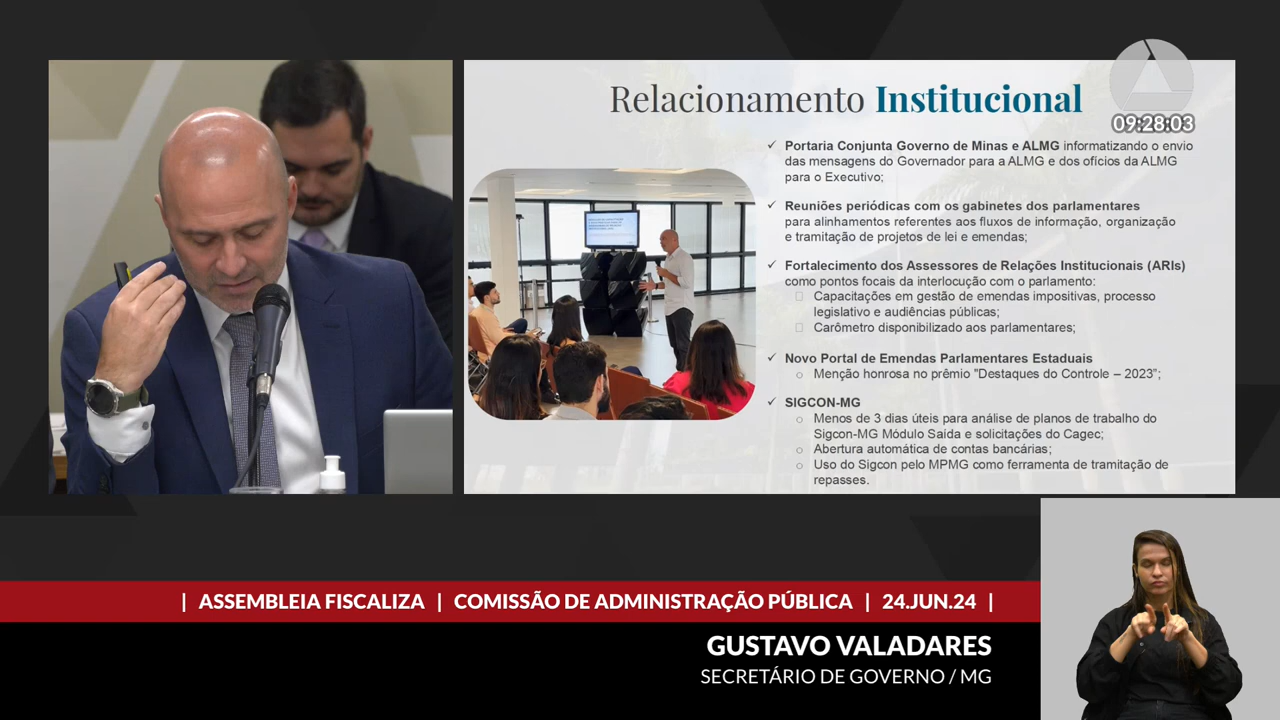 Relacionamento Institucional
09:28:03
✓ Portaria Conjunta Governo de Minas e ALMG informatizando o envio
das mensagens do Governador para a ALMG e dos ofícios da ALMG
para o Executivo;
✓ Reuniões periódicas com os gabinetes dos parlamentares
para alinhamentos referentes aos fluxos de informação, organização
e tramitação de projetos de lei e emendas;
✓ Fortalecimento dos Assessores de Relações Institucionais (ARIs)
como pontos focais da interlocução com o parlamento:
Capacitações em gestão de emendas impositivas, processo
legislativo e audiências públicas;
Carômetro disponibilizado aos parlamentares;
✓ Novo Portal de Emendas Parlamentares Estaduais
○ Menção honrosa no prêmio "Destaques do Controle – 2023";
✓ SIGCON-MG
○ Menos de 3 dias úteis para análise de planos de trabalho do
Sigcon-MG Módulo Saída e solicitações do Cagec;
○ Abertura automática de contas bancárias;
○ Uso do Sigcon pelo MPMG como ferramenta de tramitação de
repasses.
| ASSEMBLEIA FISCALIZA | COMISSÃO DE ADMINISTRAÇÃO PÚBLICA | 24.JUN.24 |
GUSTAVO VALADARES
SECRETÁRIO DE GOVERNO / MG